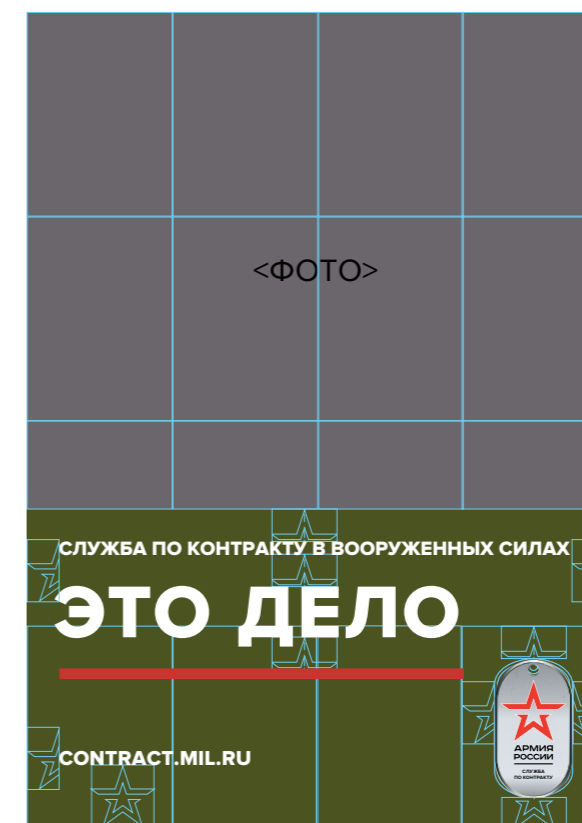 <ФОТО>
СЛУЖБА ПО КОНТРАКТУ В ВООРУЖЕННЫХ СИЛАХ
ЭТО ДЕЛО
CONTRACT.MIL.RU
АРМИЯ
РОССИИ
СЛУЖБА
ПО КОНТРАКТУ